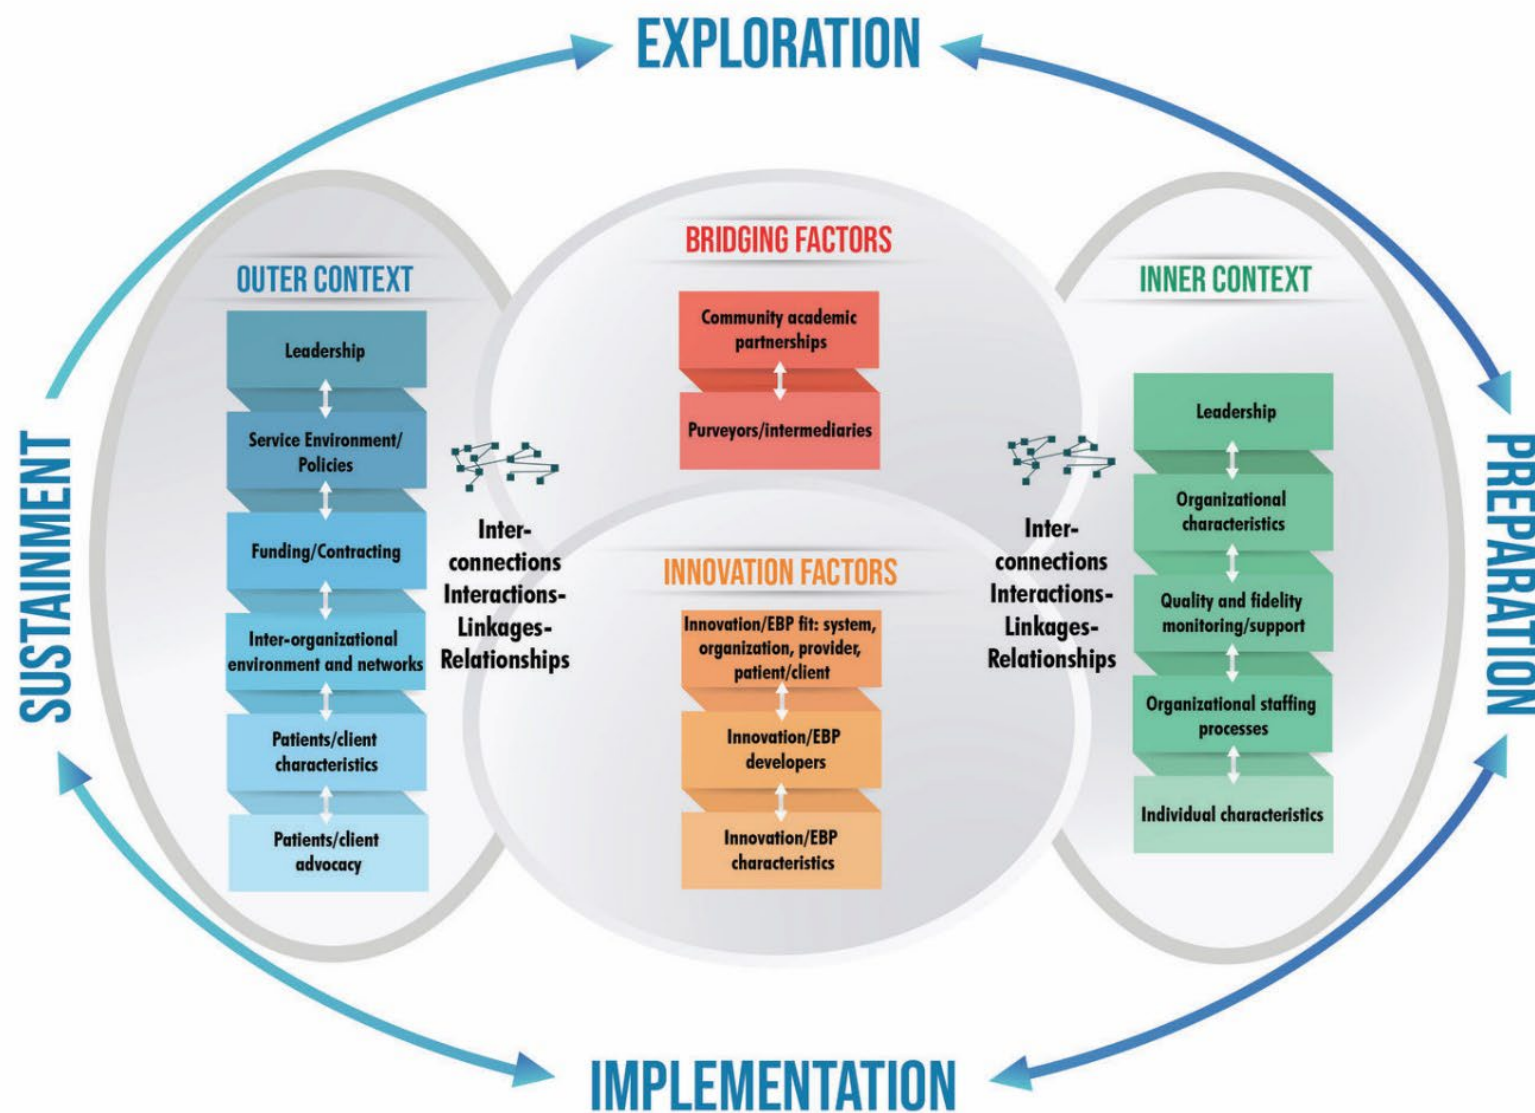 EXPLORATION
BRIDGING FACTORS
Community academic
partnerships
Purveyors/intermediaries
OUTER CONTEXT
Leadership
Service Environment/
Policies
Funding/Contracting
Inter-organizational
environment and networks
Patients/client
characteristics
Patients/client
advocacy
Inter-
connections
Interactions-
Linkages-
Relationships
INNOVATION FACTORS
Innovation/EBP fit: system,
organization, provider,
patient/client
Innovation/EBP
developers
Innovation/EBP
characteristics
Inter-
connections
Interactions-
Linkages-
Relationships
INNER CONTEXT
Leadership
Organizational
characteristics
Quality and fidelity
monitoring/support
Organizational staffing
processes
Individual characteristics
SUSTAINMENT
PREPARATION
IMPLEMENTATION